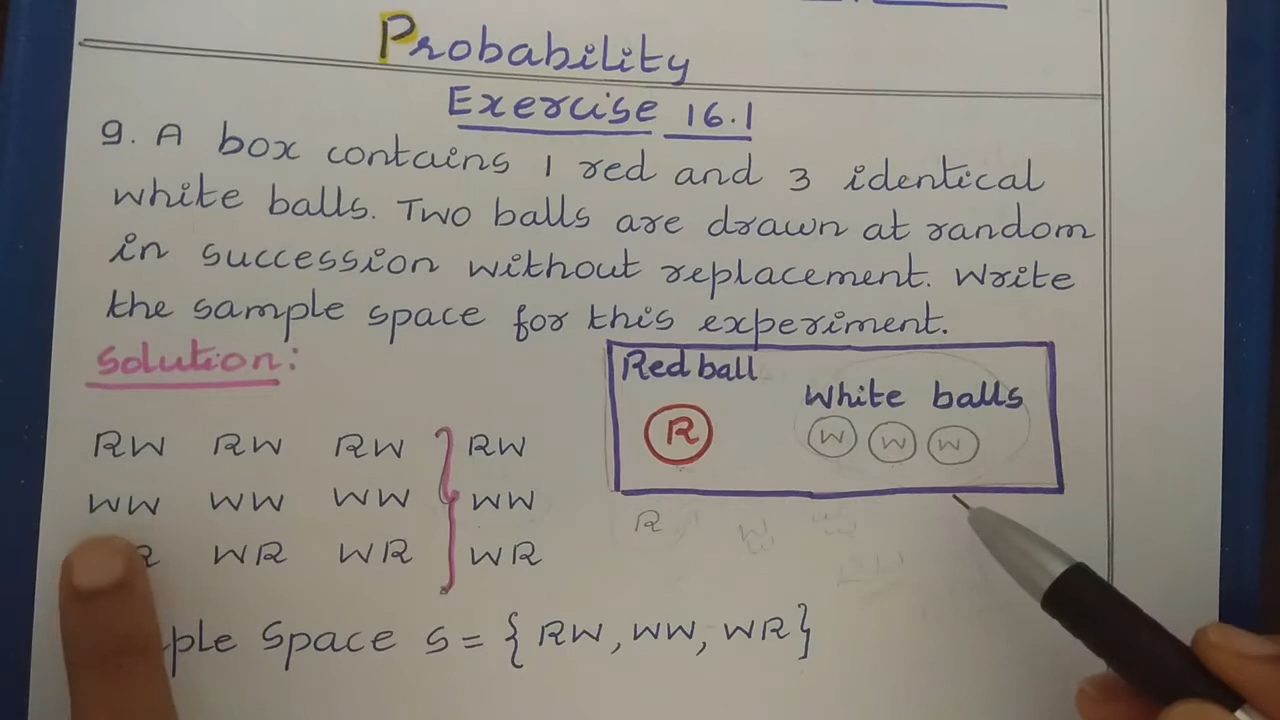 Probability
Exercise 16.1
9. A box contains 1 red and 3 identical
white balls. Two balls are drawn at random
in succession without replacement. Write
the sample space for this experiment.
Solution:
Red ball
White balls
R W W W
RW RW RW RW
WW WW WW WW
R WR WR WR
R
ple Space S = {RW, WW, WR}